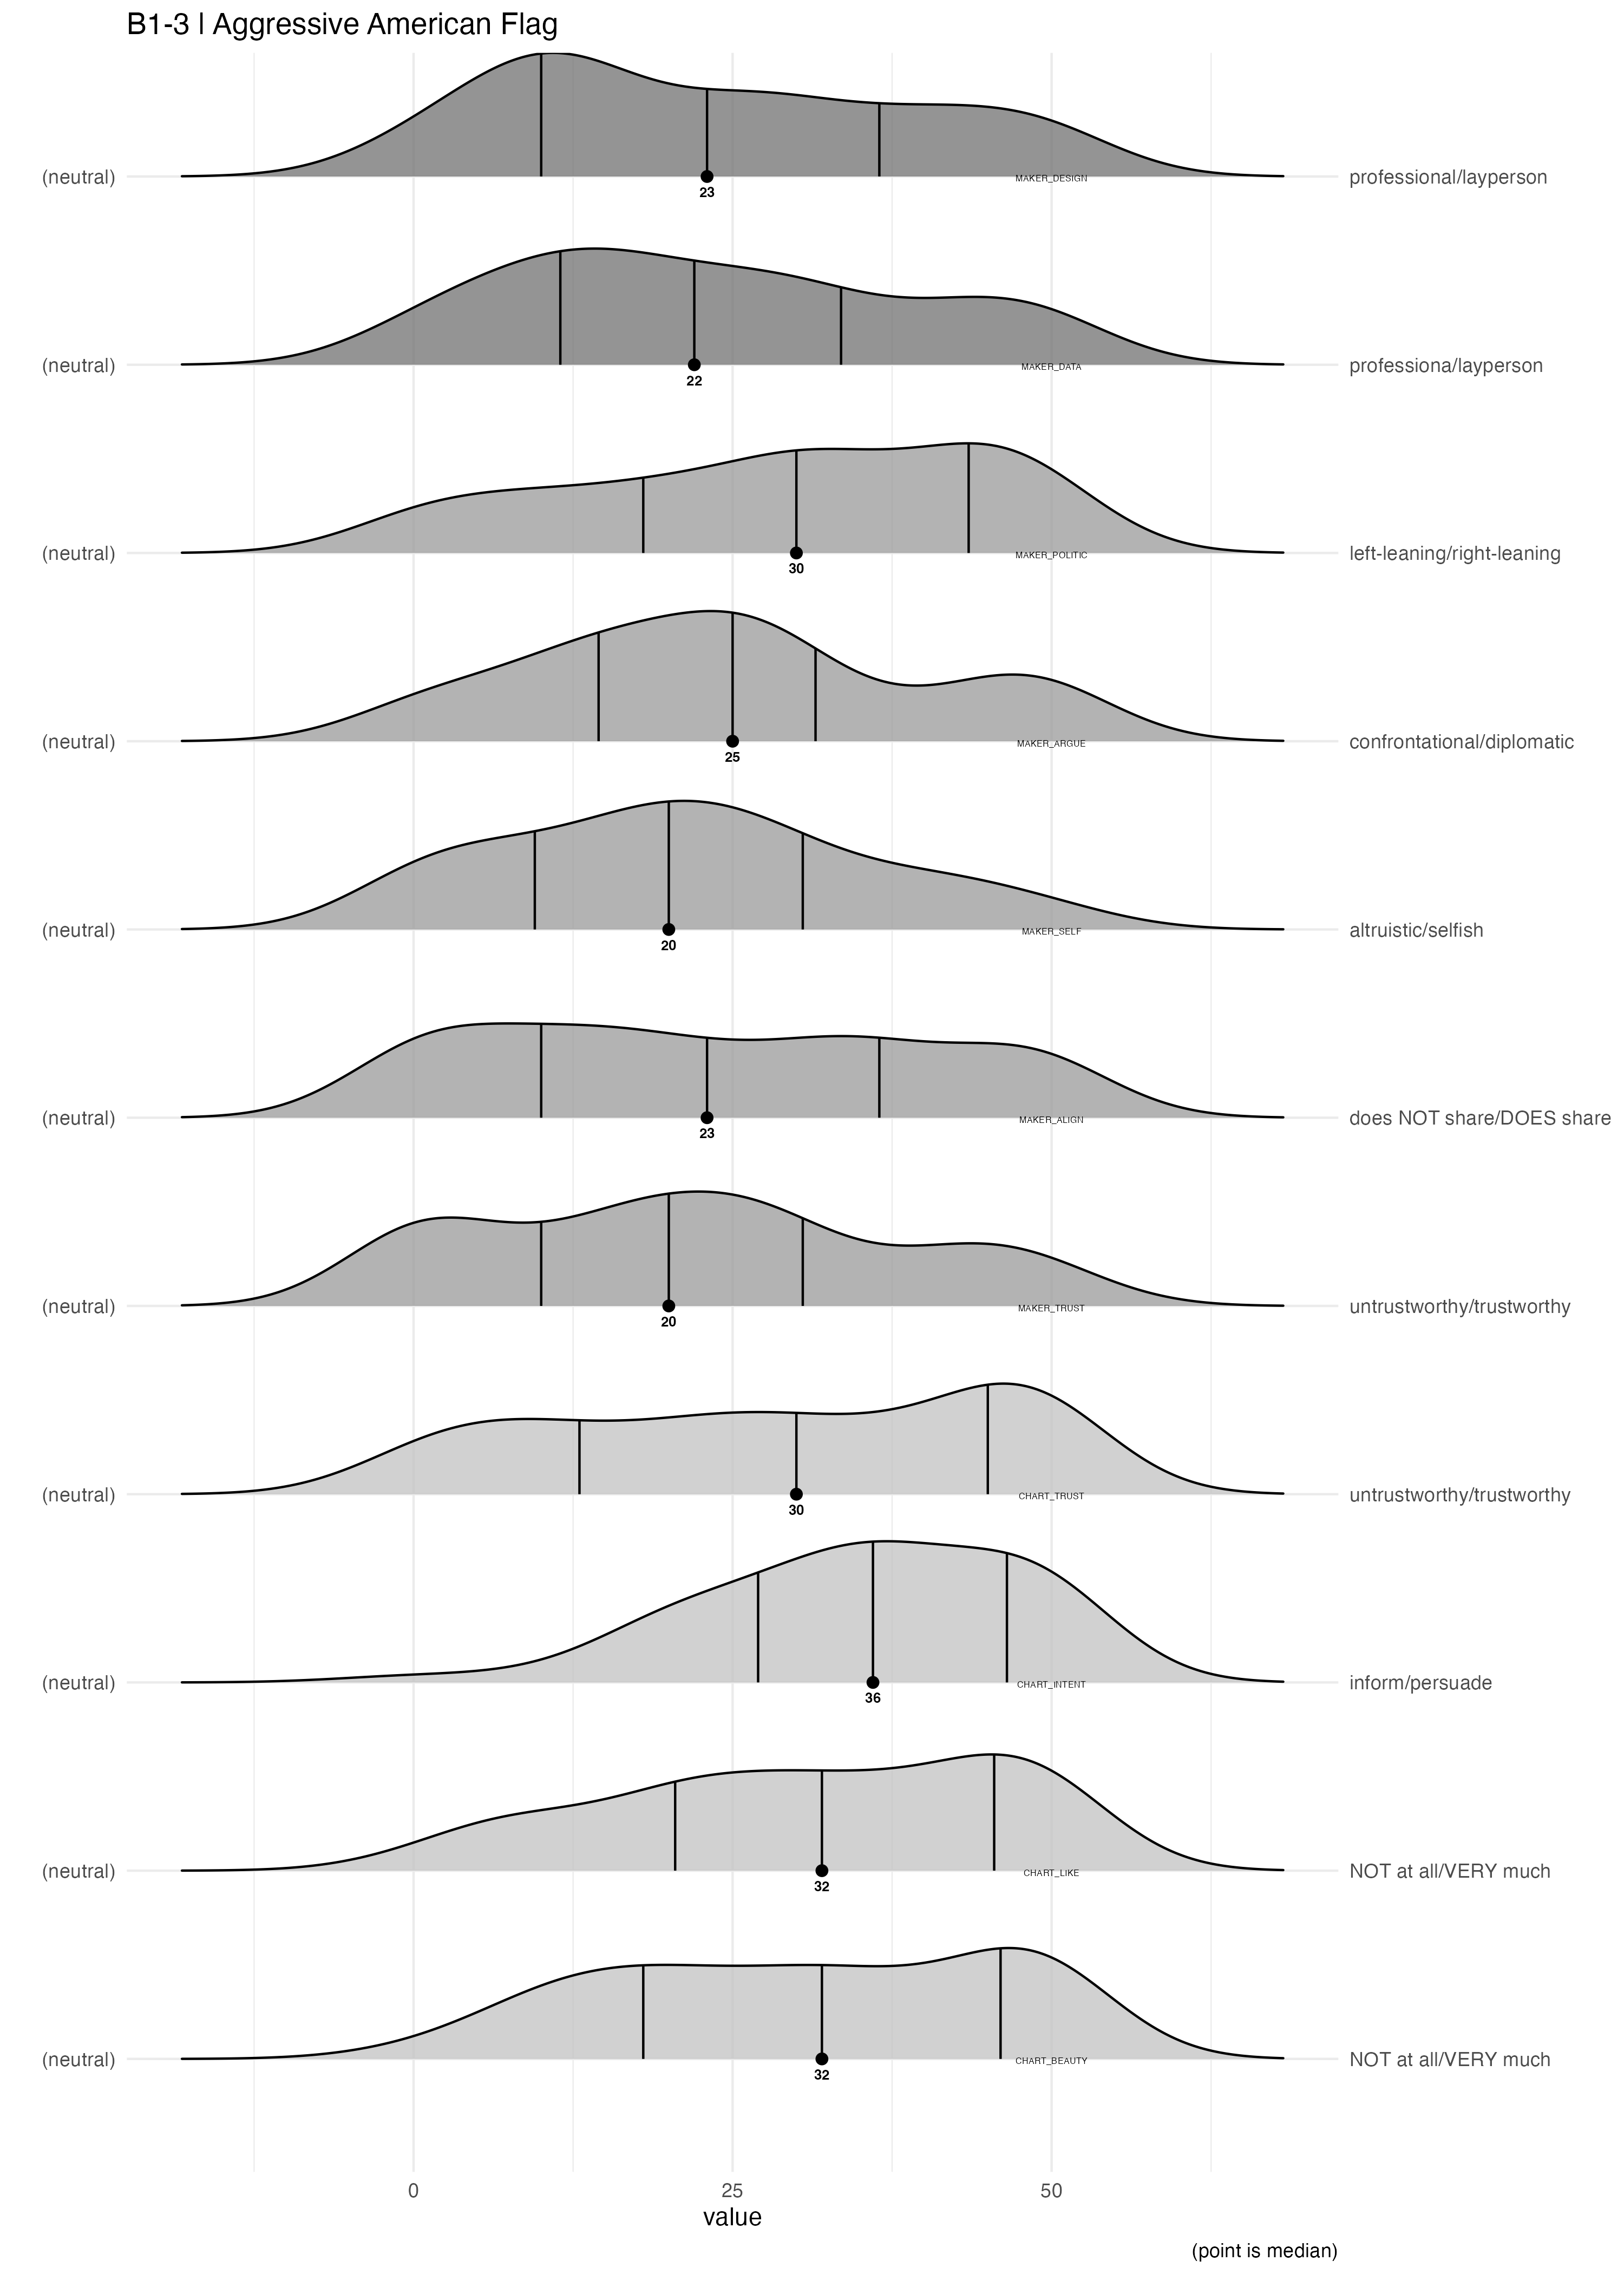 B1-3 | Aggressive American Flag
(neutral)
MAKER_DESIGN
professional/layperson
23
(neutral)
MAKER_DATA
professiona/layperson
22
(neutral)
MAKER_POLITIC
left-leaning/right-leaning
30
(neutral)
MAKER_ARGUE
confrontational/diplomatic
25
(neutral)
MAKER_SELF
altruistic/selfish
20
(neutral)
MAKER_ALIGN
does NOT share/DOES share
23
(neutral)
MAKER_TRUST
untrustworthy/trustworthy
20
(neutral)
CHART_TRUST
untrustworthy/trustworthy
30
(neutral)
CHART_INTENT
inform/persuade
36
(neutral)
CHART_LIKE
NOT at all/VERY much
32
(neutral)
CHART_BEAUTY
NOT at all/VERY much
32
0
25
50
value
(point is median)